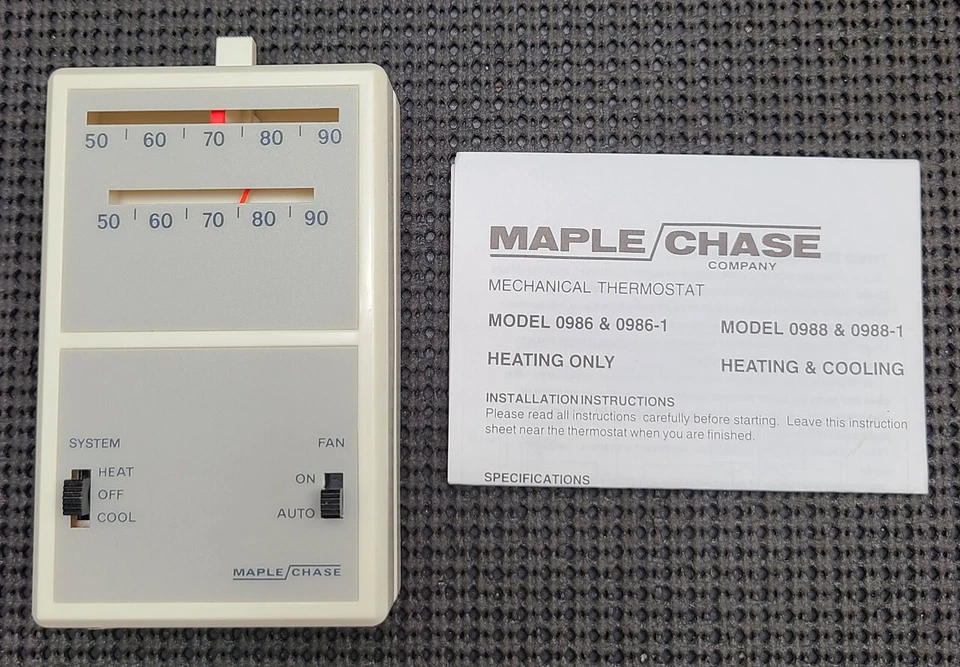 50 60 70 80 90
50 60 70 80 90
SYSTEM
HEAT
OFF
COOL
FAN
ON
AUTO
MAPLE/CHASE
MAPLE/CHASE
COMPANY
MECHANICAL THERMOSTAT
MODEL 0986 & 0986-1 MODEL 0988 & 0988-1
HEATING ONLY HEATING & COOLING
INSTALLATION INSTRUCTIONS
Please read all instructions carefully before starting. Leave this instruction
sheet near the thermostat when you are finished.
SPECIFICATIONS